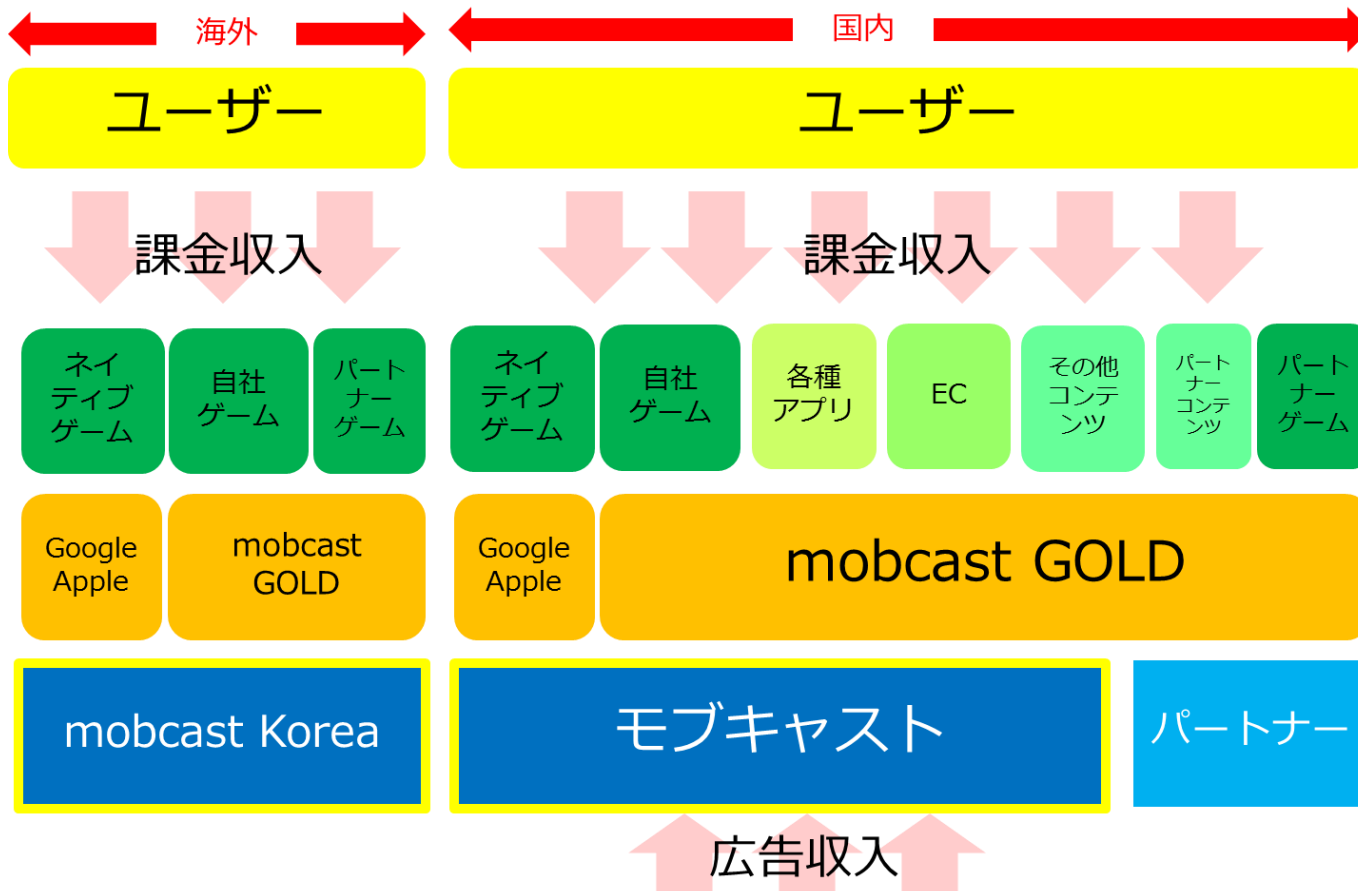 海外
国内
ユーザー
ユーザー
課金収入
課金収入
ネイ
ティブ
ゲーム
自社
ゲーム
パート
ナー
ゲーム
ネイ
ティブ
ゲーム
自社
ゲーム
各種
アプリ
EC
その他
コンテ
ンツ
パート
ナー
コンテ
ンツ
パート
ナー
ゲーム
Google
Apple
mobcast
GOLD
Google
Apple
mobcast GOLD
mobcast Korea
モブキャスト
パートナー
広告収入